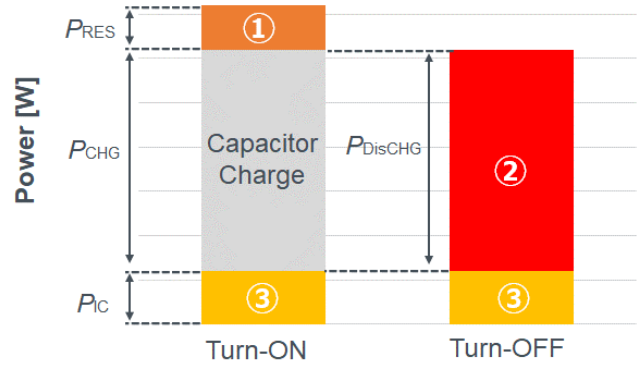 PRES
①
Power [W]
PCHG
Capacitor
Charge
PDisCHG
②
PIC
③
③
Turn-ON
Turn-OFF